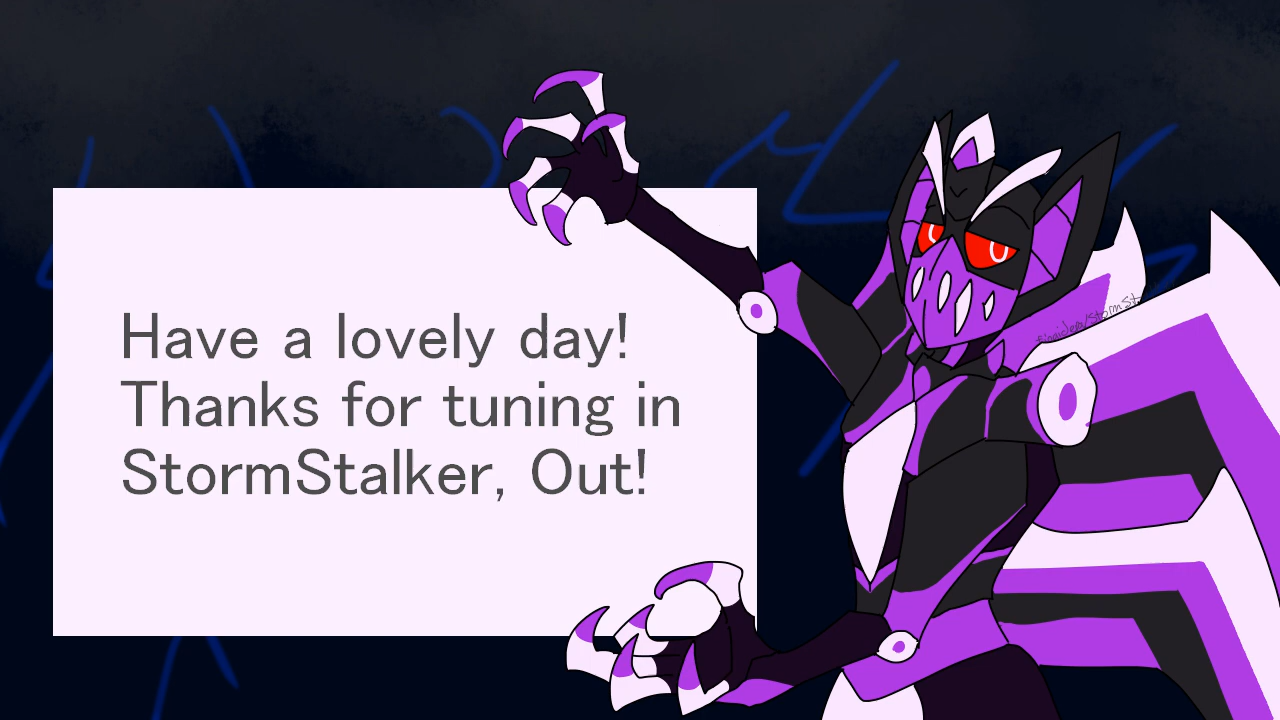 Have a lovely day!
Thanks for tuning in
StormStalker, Out!